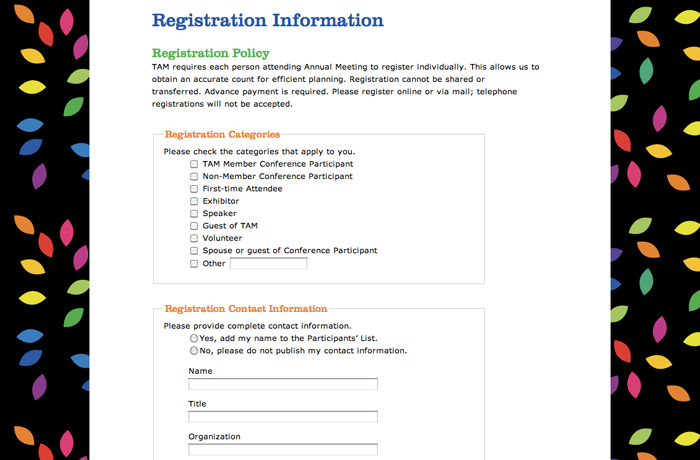 Registration Information
Registration Policy
TAM requires each person attending Annual Meeting to register individually. This allows us to
obtain an accurate count for efficient planning. Registration cannot be shared or
transferred. Advance payment is required. Please register online or via mail; telephone
registrations will not be accepted.
Registration Categories
Please check the categories that apply to you.
TAM Member Conference Participant
Non-Member Conference Participant
First-time Attendee
Exhibitor
Speaker
Guest of TAM
Volunteer
Spouse or guest of Conference Participant
Other
Registration Contact Information
Please provide complete contact information.
Yes, add my name to the Participants' List.
No, please do not publish my contact information.
Name
Title
Organization